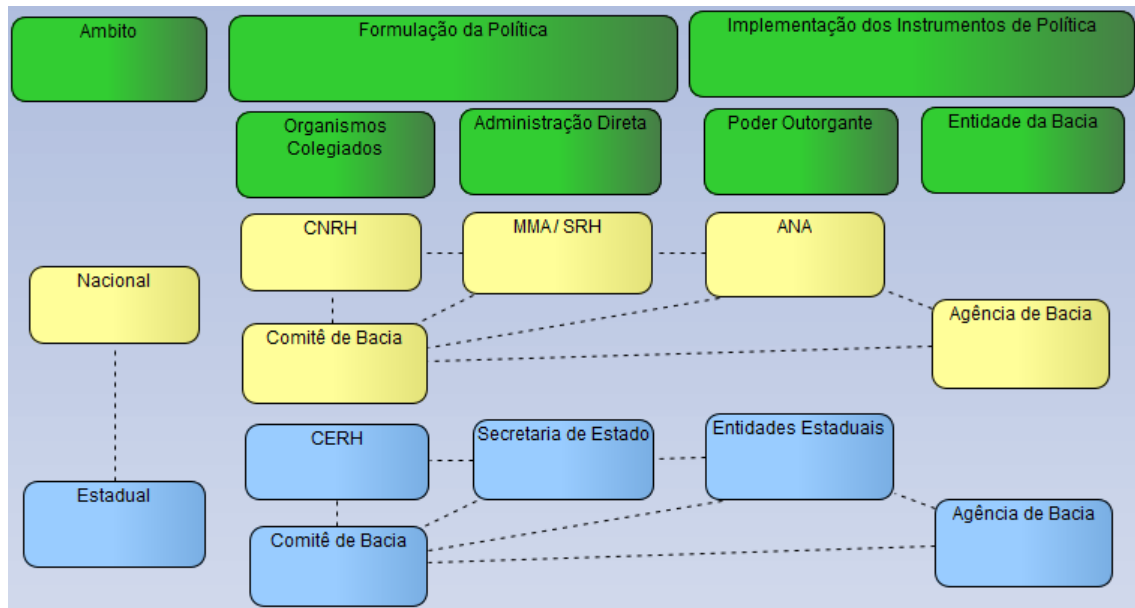 Ambito
Formulação da Política
Implementação dos Instrumentos de Política
Organismos
Colegiados
Administração Direta
Poder Outorgante
Entidade da Bacia
CNRH
MMA / SRH
ANA
Nacional
Comitê de Bacia
Agência de Bacia
CERH
Secretaria de Estado
Entidades Estaduais
Estadual
Comitê de Bacia
Agência de Bacia